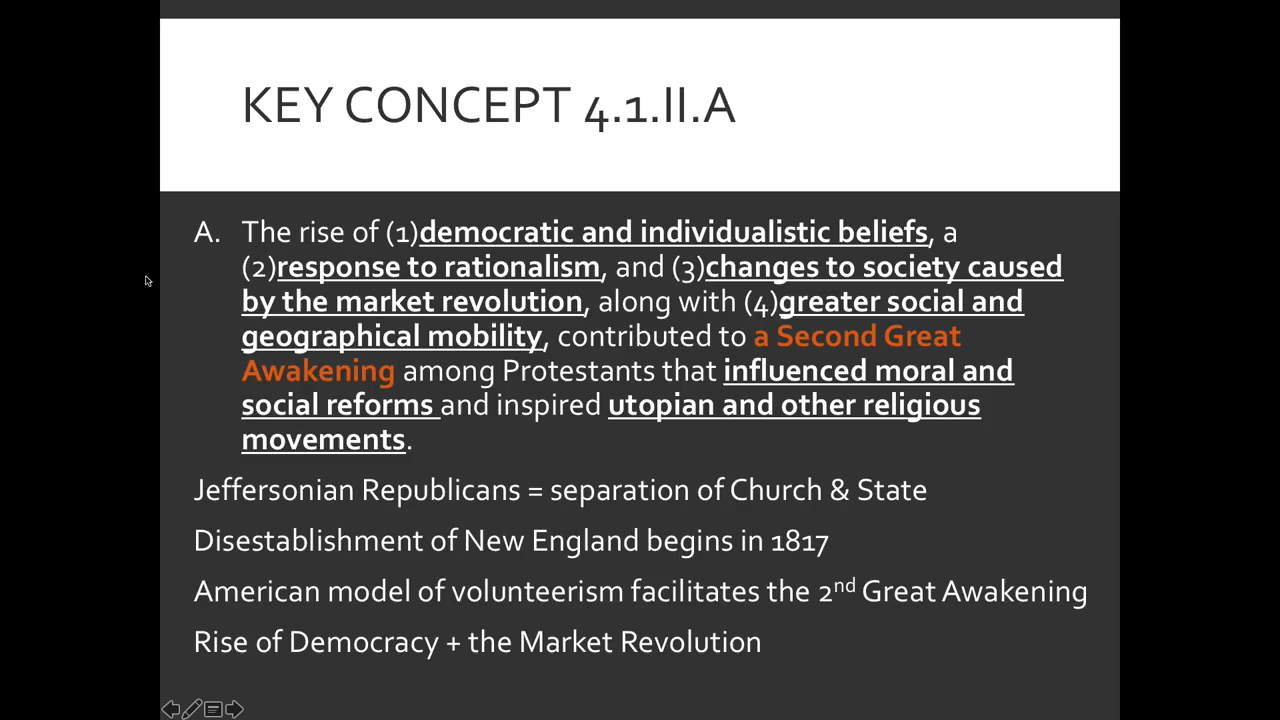 KEY CONCEPT 4.1.II.A
A. The rise of (1)democratic and individualistic beliefs, a
(2)response to rationalism, and (3)changes to society caused
by the market revolution, along with (4)greater social and
geographical mobility, contributed to a Second Great
Awakening among Protestants that influenced moral and
social reforms and inspired utopian and other religious
movements.
Jeffersonian Republicans = separation of Church & State
Disestablishment of New England begins in 1817
American model of volunteerism facilitates the 2nd Great Awakening
Rise of Democracy + the Market Revolution